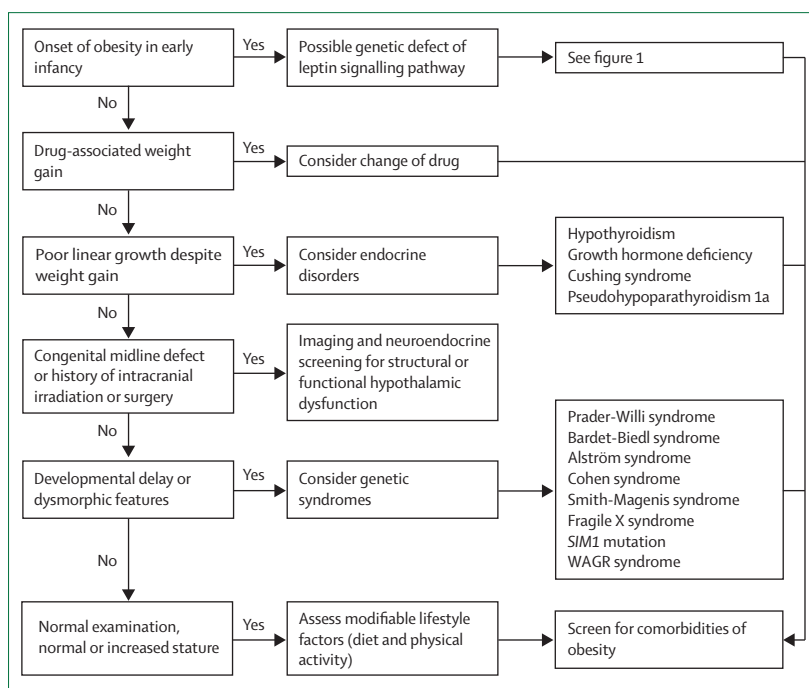 Onset of obesity in early
infancy
Yes
Possible genetic defect of
leptin signalling pathway
See figure 1
No
Drug-associated weight
gain
Yes
Consider change of drug
No
Poor linear growth despite
weight gain
Yes
Consider endocrine
disorders
Hypothyroidism
Growth hormone deficiency
Cushing syndrome
Pseudohypoparathyroidism 1a
No
Congenital midline defect
or history of intracranial
irradiation or surgery
Yes
Imaging and neuroendocrine
screening for structural or
functional hypothalamic
dysfunction
No
Developmental delay or
dysmorphic features
Yes
Consider genetic
syndromes
Prader-Willi syndrome
Bardet-Biedl syndrome
Alström syndrome
Cohen syndrome
Smith-Magenis syndrome
Fragile X syndrome
SIM1 mutation
WAGR syndrome
No
Normal examination,
normal or increased stature
Yes
Assess modifiable lifestyle
factors (diet and physical
activity)
Screen for comorbidities of
obesity